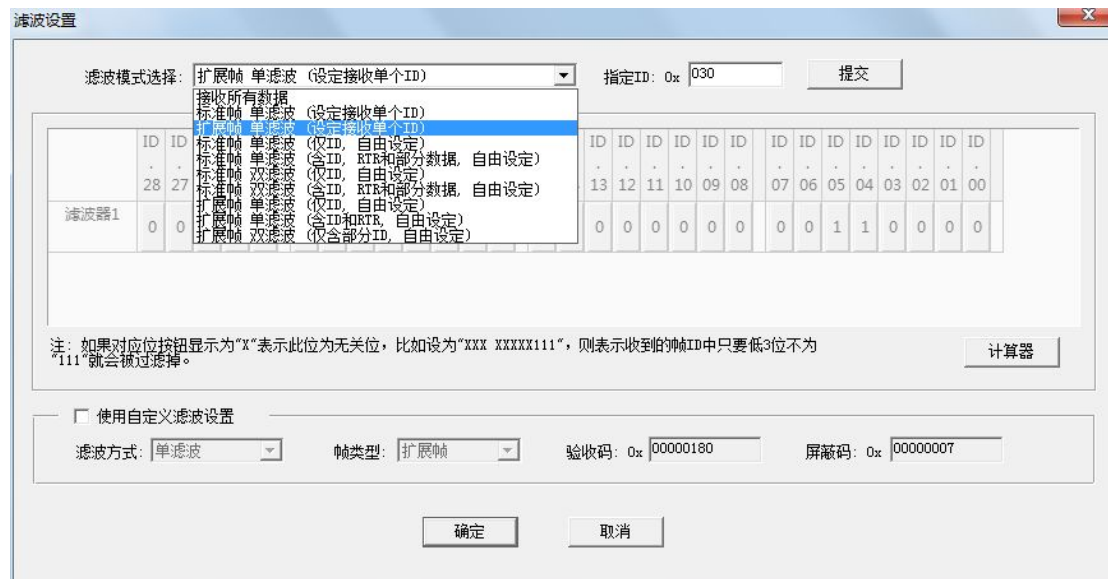 滤波设置
滤波模式选择: 扩展帧 单滤波 (设定接收单个ID) 指定ID: 0x 030 提交
接收所有数据
标准帧 单滤波 (设定接收单个ID)
扩展帧 单滤波 (设定接收单个ID)
标准帧 单滤波 (仅ID, 自由设定)
标准帧 单滤波 (含ID, RTR和部分数据, 自由设定)
标准帧 双滤波 (仅ID, 自由设定)
标准帧 双滤波 (含ID, RTR和部分数据, 自由设定)
扩展帧 单滤波 (仅ID, 自由设定)
扩展帧 单滤波 (含ID和RTR, 自由设定)
扩展帧 双滤波 (仅含部分ID, 自由设定)
ID ID ID ID ID ID ID ID ID ID ID ID ID ID ID ID
. . . . . . . . . . . . . . . .
28 27 13 12 11 10 09 08 07 06 05 04 03 02 01 00
滤波器1 0 0 0 0 0 0 0 0 0 0 1 1 0 0 0 0
注: 如果对应位按钮显示为"X"表示此位为无关位，比如设为"XXX XXXXX111"，则表示收到的帧ID中只要低3位不为
"111"就会被过滤掉。
计算器
使用自定义滤波设置
滤波方式: 单滤波 帧类型: 扩展帧 验收码: 0x 00000180 屏蔽码: 0x 00000007
确定 取消